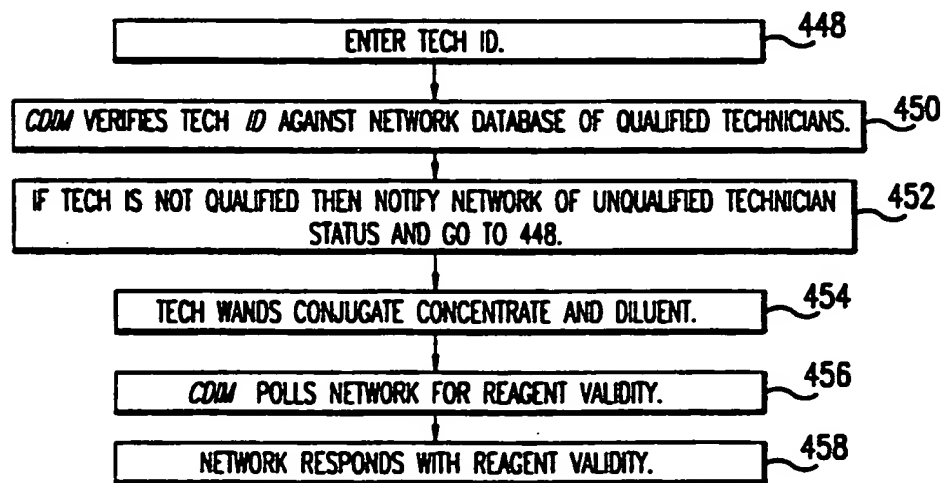 ENTER TECH ID.
448
CDIM VERIFIES TECH ID AGAINST NETWORK DATABASE OF QUALIFIED TECHNICIANS.
450
IF TECH IS NOT QUALIFIED THEN NOTIFY NETWORK OF UNQUALIFIED TECHNICIAN
STATUS AND GO TO 448.
452
TECH WANDS CONJUGATE CONCENTRATE AND DILUENT.
454
CDIM POLLS NETWORK FOR REAGENT VALIDITY.
456
NETWORK RESPONDS WITH REAGENT VALIDITY.
458